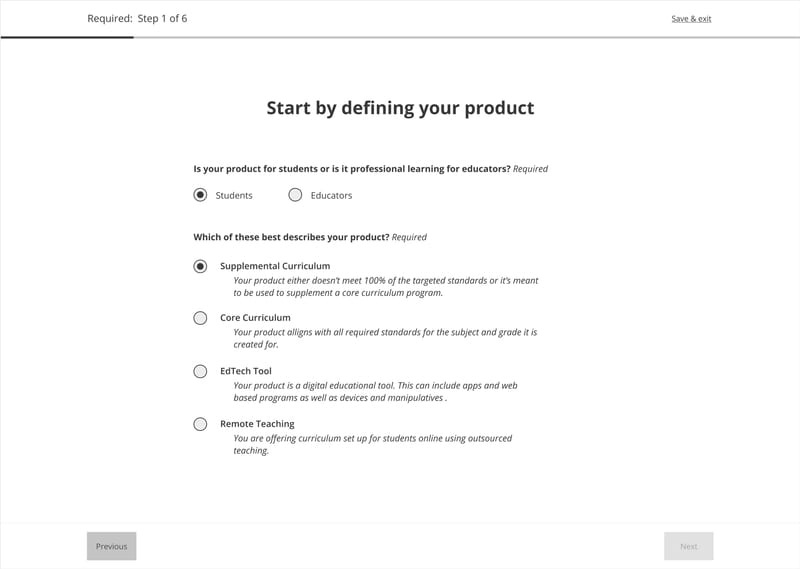 Required: Step 1 of 6
Save & exit
Start by defining your product
Is your product for students or is it professional learning for educators? Required
Students
Educators
Which of these best describes your product? Required
Supplemental Curriculum
Your product either doesn't meet 100% of the targeted standards or it's meant
to be used to supplement a core curriculum program.
Core Curriculum
Your product alligns with all required standards for the subject and grade it is
created for.
EdTech Tool
Your product is a digital educational tool. This can include apps and web
based programs as well as devices and manipulatives .
Remote Teaching
You are offering curriculum set up for students online using outsourced
teaching.
Previous
Next